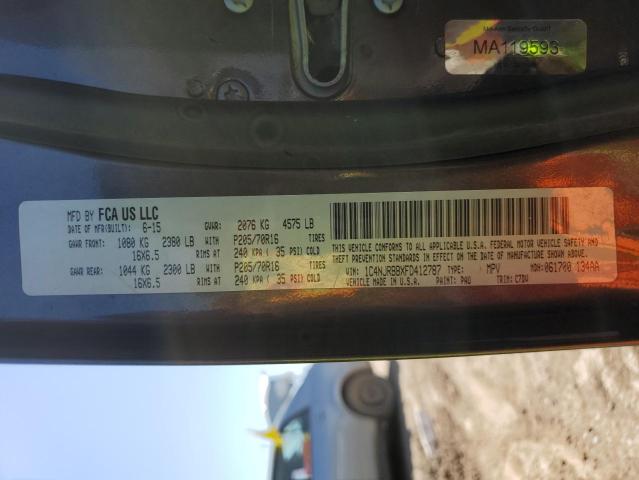 MA119593
MFD BY FCA US LLC
DATE OF MFR(BUILT): 6-15 GVWR: 2076 KG 4575 LB
GAWR FRONT: 1080 KG 2380 LB WITH P205/70R16 TIRES
16X6.5 RIMS AT 240 KPA ( 35 PSI) COLD
GAWR REAR: 1044 KG 2300 LB WITH P205/70R16 TIRES
16X6.5 RIMS AT 240 KPA ( 35 PSI) COLD
THIS VEHICLE CONFORMS TO ALL APPLICABLE U.S.A. FEDERAL MOTOR VEHICLE SAFETY AND
THEFT PREVENTION STANDARDS IN EFFECT ON THE DATE OF MANUFACTURE SHOWN ABOVE.
VIN: 1C4NJRBBXFD412787 TYPE: MPV MDH: 061700 134AA
VEHICLE MADE IN U.S.A. PAINT: PAU TRIM: C7DV